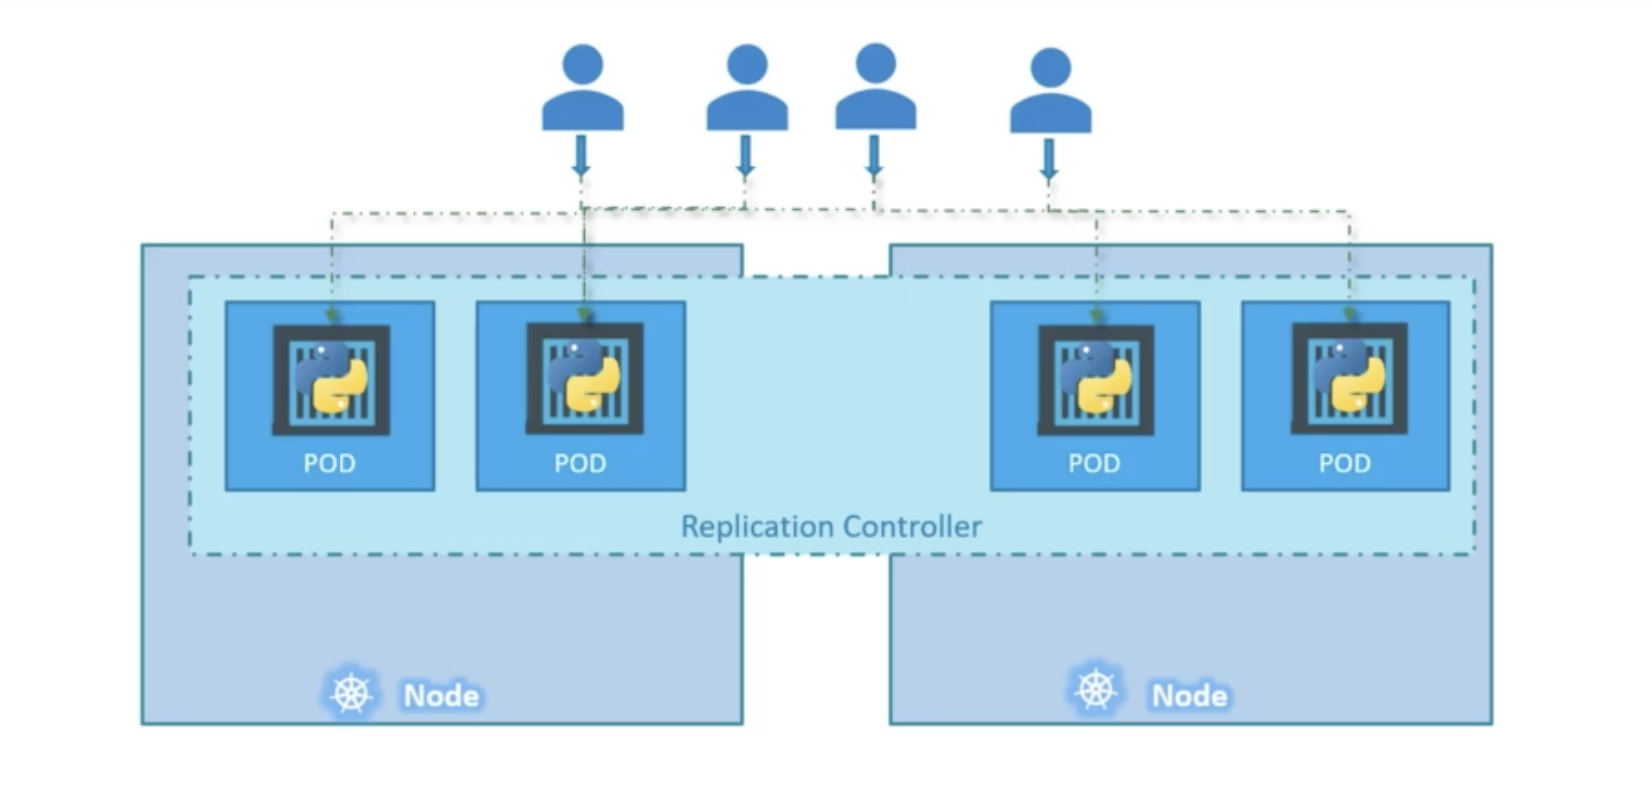 POD
POD
POD
POD
Replication Controller
Node
Node